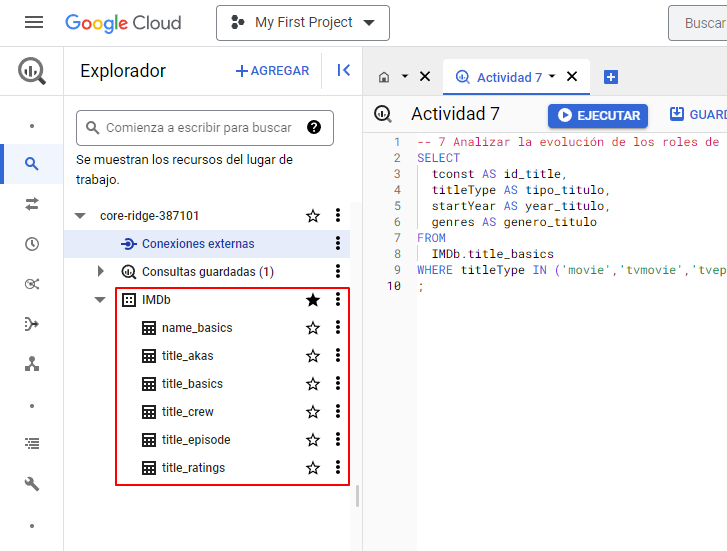 Google Cloud
My First Project
Buscar
Explorador
+ AGREGAR
Actividad 7
Comienza a escribir para buscar
Se muestran los recursos del lugar de
trabajo.
core-ridge-387101
Conexiones externas
Consultas guardadas (1)
IMDb
name_basics
title_akas
title_basics
title_crew
title_episode
title_ratings
Actividad 7
EJECUTAR
GUAR
1 -- 7 Analizar la evolución de los roles de
2 SELECT
3 tconst AS id_title,
4 titleType AS tipo_titulo,
5 startYear AS year_titulo,
6 genres AS genero_titulo
7 FROM
8 IMDb.title_basics
9 WHERE titleType IN ('movie','tvmovie','tvep
10 ;